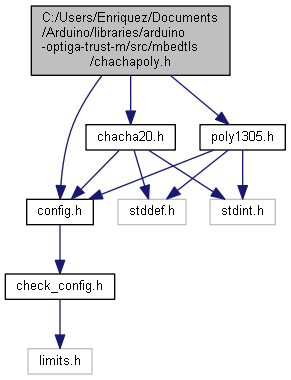 C:/Users/Enriquez/Documents
/Arduino/libraries/arduino
-optiga-trust-m/src/mbedtls
/chachapoly.h
chacha20.h
poly1305.h
config.h
stddef.h
stdint.h
check_config.h
limits.h